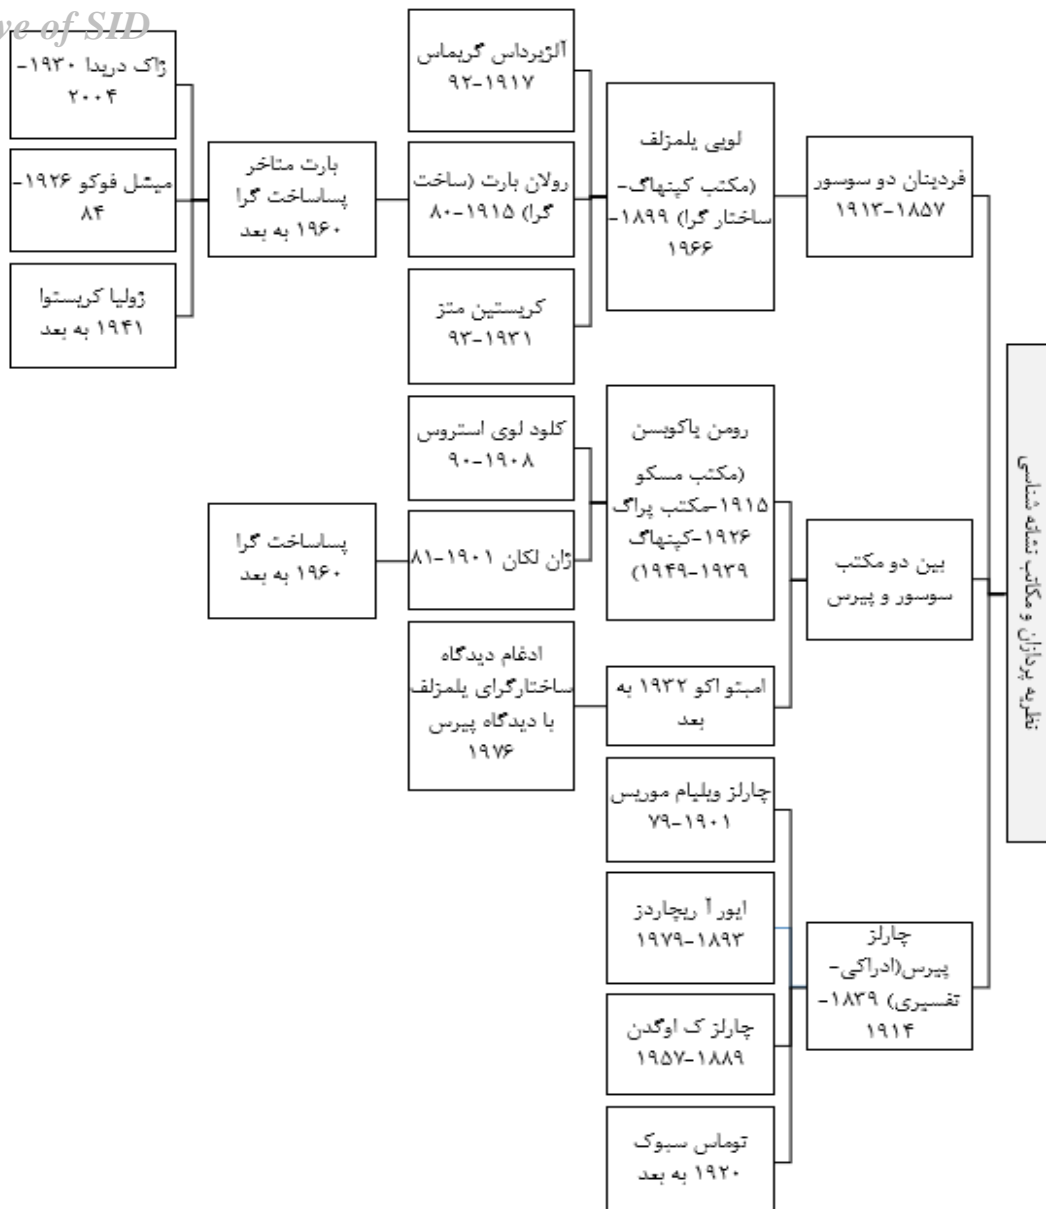 ve of SID
نظریه پردازان و مکاتب نشانه شناسی
فردینان دو سوسور
۱۹۱۳-۱۸۵۷
لویی یلمزلف
(مکتب کپنهاگ-
ساختار گرا) ۱۸۹۹-
۱۹۶۶
آلژیرداس گریماس
۹۲-۱۹۱۷
رولان بارت (ساخت
گرا) ۱۹۱۵-۸۰
کریستین متز
۹۳-۱۹۳۱
بارت متاخر
پساساخت گرا
۱۹۶۰ به بعد
ژاک دریدا ۱۹۳۰-
۲۰۰۴
میشل فوکو ۱۹۲۶-
۸۴
ژولیا کریستوا
۱۹۴۱ به بعد
بین دو مکتب
سوسور و پیرس
رومن یاکوبسن
(مکتب مسکو
۱۹۱۵-مکتب پراگ
۱۹۲۶-کپنهاگ
۱۹۳۹-۱۹۴۹)
کلود لوی استروس
۹۰-۱۹۰۸
ژان لکان ۱۹۰۱-۸۱
پساساخت گرا
۱۹۶۰ به بعد
امبتو اکو ۱۹۳۲ به
بعد
ادغام دیدگاه
ساختارگرای یلمزلف
با دیدگاه پیرس
۱۹۷۶
چارلز
پیرس(ادراکی-
تفسیری) ۱۸۳۹-
۱۹۱۴
چارلز ویلیام موریس
۷۹-۱۹۰۱
ایور آ ریچاردز
۱۹۷۹-۱۸۹۳
چارلز ک اوگدن
۱۹۵۷-۱۸۸۹
توماس سبوک
۱۹۲۰ به بعد